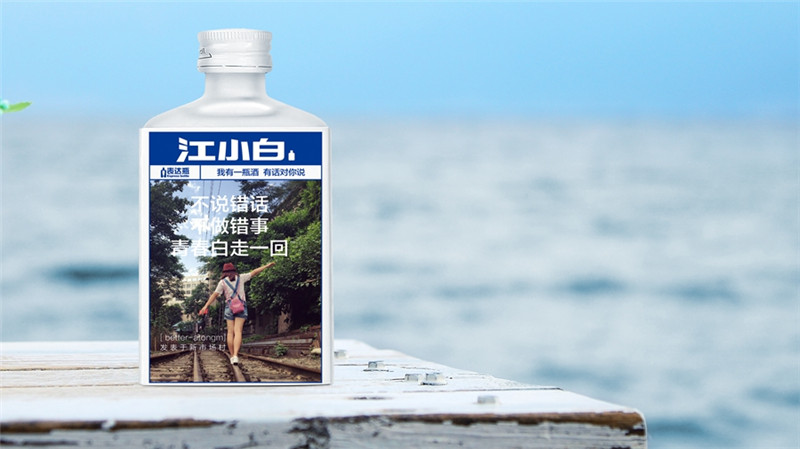 江小白
表达瓶
我有一瓶酒 有话对你说
不说错话
不做错事
青春白走一回
发表于新市场村